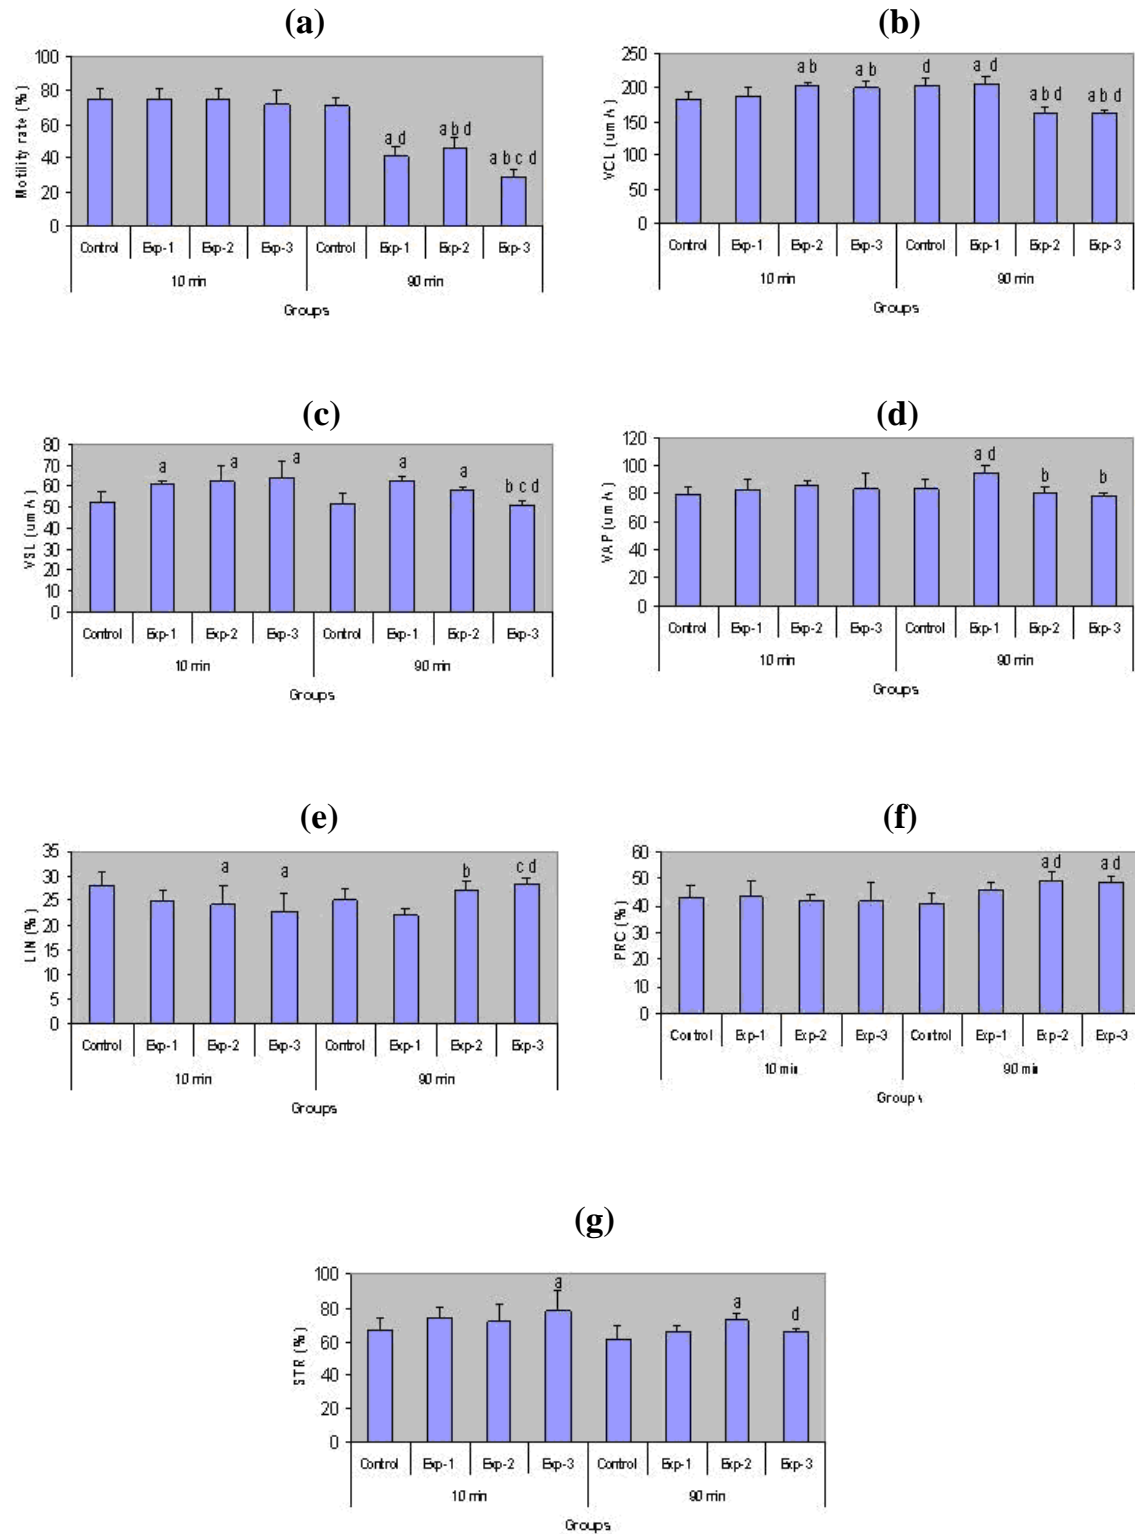 (a)
100
80
60
40
20
0
Motility rate (%)
a d
a b d
a b c d
Control Exp-1 Exp-2 Exp-3 Control Exp-1 Exp-2 Exp-3
10 min 90 min
Groups
(b)
250
200
150
100
50
0
VCL (um/s)
a b
a b
d
a d
a b d
a b d
Control Exp-1 Exp-2 Exp-3 Control Exp-1 Exp-2 Exp-3
10 min 90 min
Groups
(c)
80
70
60
50
40
30
20
10
0
VSL (um/s)
a
a
a
a
a
b c d
Control Exp-1 Exp-2 Exp-3 Control Exp-1 Exp-2 Exp-3
10 min 90 min
Groups
(d)
120
100
80
60
40
20
0
VAP (um/s)
a d
b
b
Control Exp-1 Exp-2 Exp-3 Control Exp-1 Exp-2 Exp-3
10 min 90 min
Groups
(e)
35
30
25
20
15
10
5
0
LIN (%)
a
a
b
c d
Control Exp-1 Exp-2 Exp-3 Control Exp-1 Exp-2 Exp-3
10 min 90 min
Groups
(f)
60
50
40
30
20
10
0
PRC (%)
a d
a d
Control Exp-1 Exp-2 Exp-3 Control Exp-1 Exp-2 Exp-3
10 min 90 min
Groups
(g)
100
80
60
40
20
0
STR (%)
a
a
d
Control Exp-1 Exp-2 Exp-3 Control Exp-1 Exp-2 Exp-3
10 min 90 min
Groups